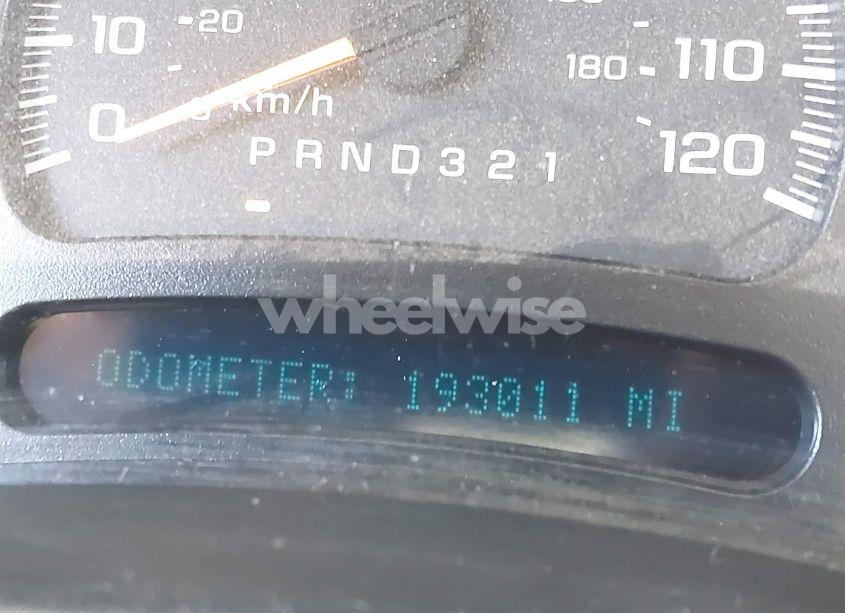 10 20 180 110
0 km/h 120
P R N D 3 2 1
wheelwise
ODOMETER: 193011 MI